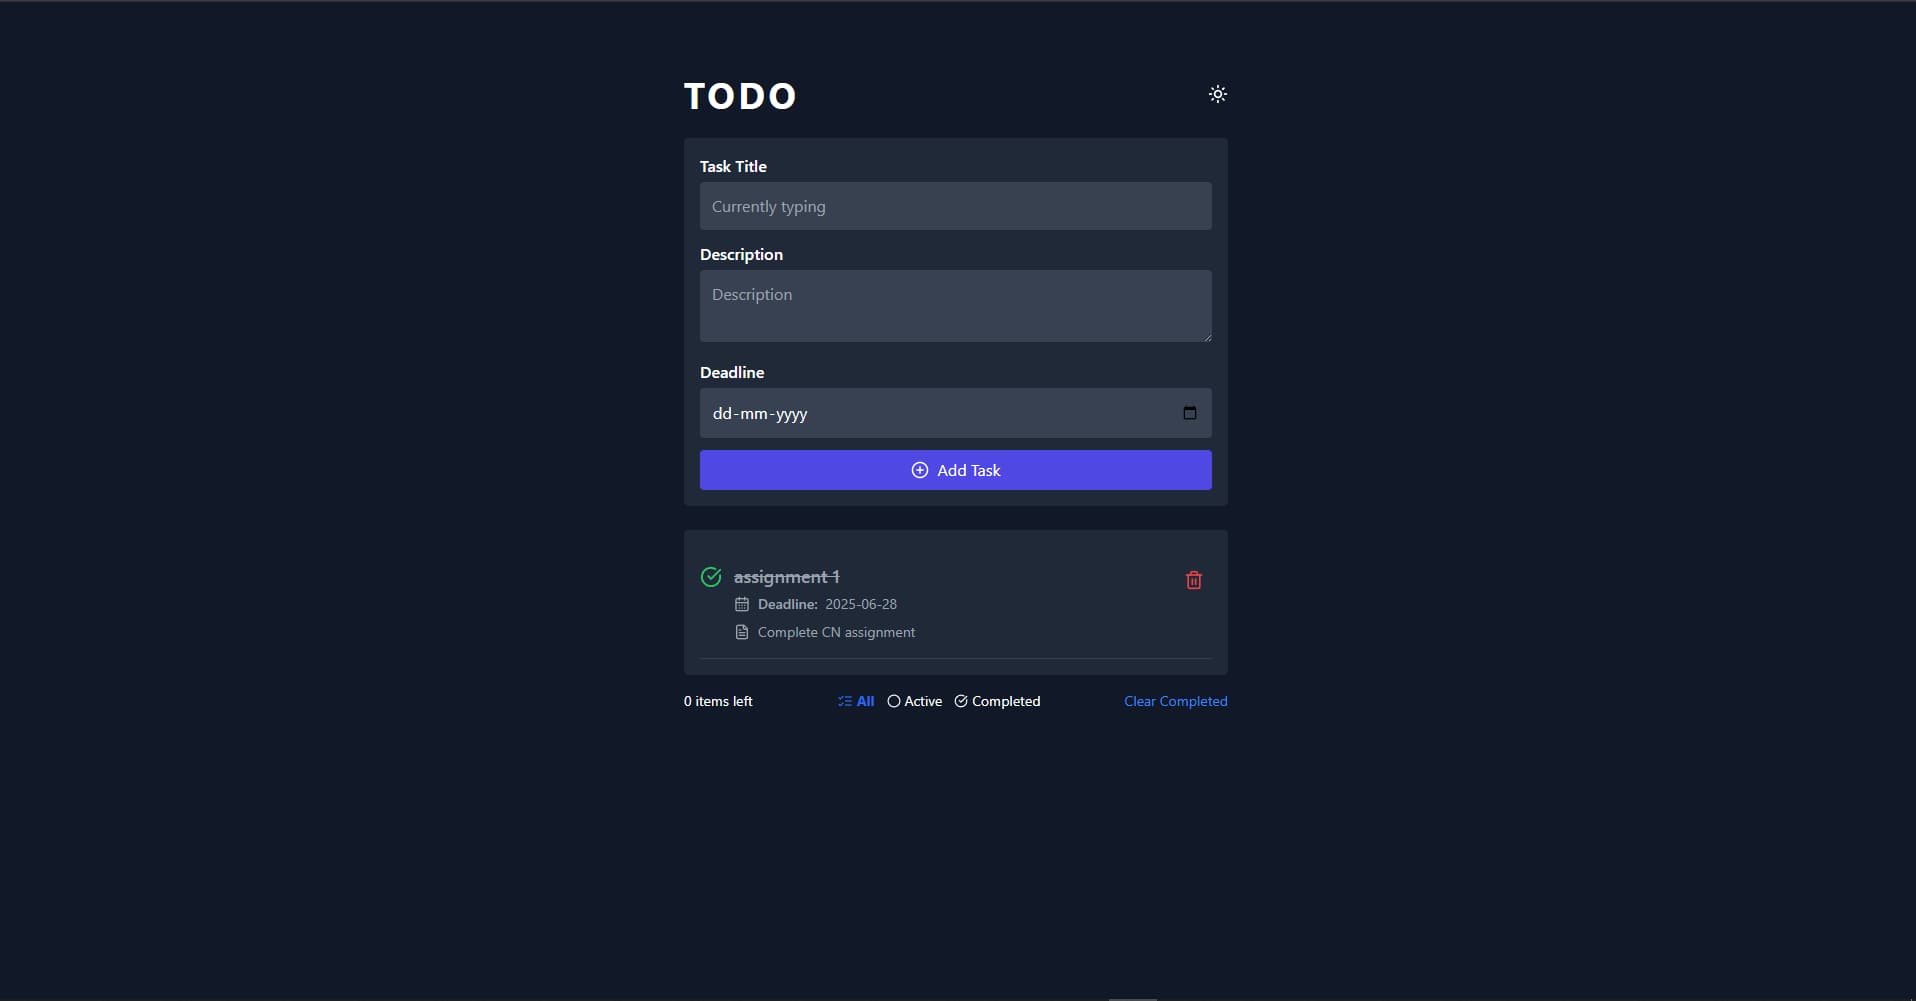 TODO
Task Title
Currently typing
Description
Description
Deadline
dd-mm-yyyy
Add Task
assignment 1
Deadline: 2025-06-28
Complete CN assignment
0 items left All Active Completed Clear Completed